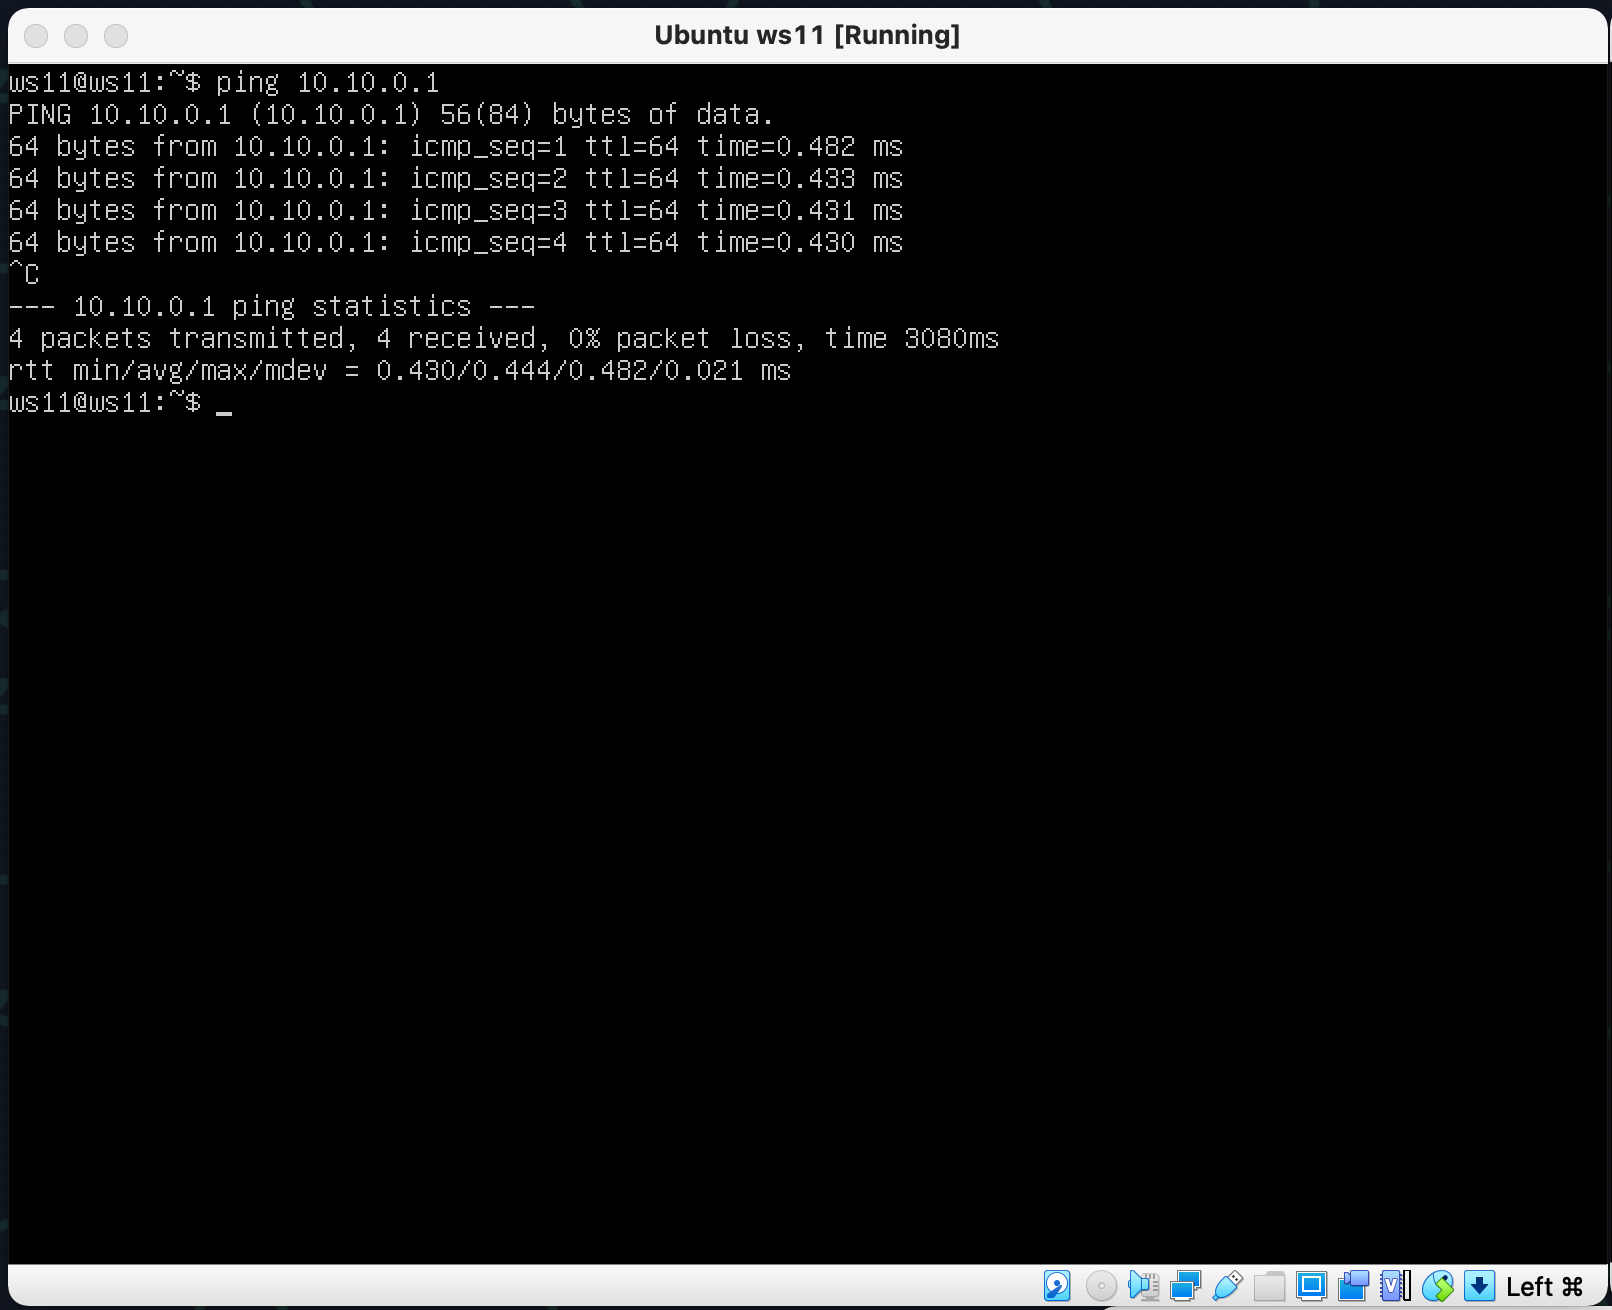 Ubuntu ws11 [Running]
ws11@ws11:~$ ping 10.10.0.1
PING 10.10.0.1 (10.10.0.1) 56(84) bytes of data.
64 bytes from 10.10.0.1: icmp_seq=1 ttl=64 time=0.482 ms
64 bytes from 10.10.0.1: icmp_seq=2 ttl=64 time=0.433 ms
64 bytes from 10.10.0.1: icmp_seq=3 ttl=64 time=0.431 ms
64 bytes from 10.10.0.1: icmp_seq=4 ttl=64 time=0.430 ms
^C
--- 10.10.0.1 ping statistics ---
4 packets transmitted, 4 received, 0% packet loss, time 3080ms
rtt min/avg/max/mdev = 0.430/0.444/0.482/0.021 ms
ws11@ws11:~$ _
Left ⌘